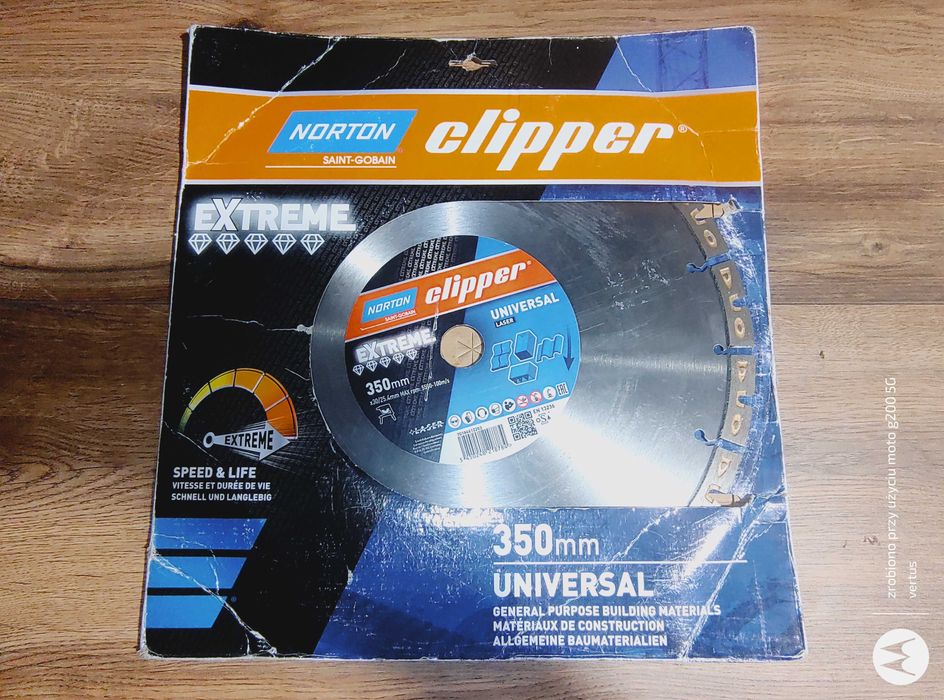 NORTON
SAINT-GOBAIN
clipper®
EXTREME
NORTON
SAINT-GOBAIN
clipper®
EXTREME
UNIVERSAL
LASER
350mm
EN 13236
LASER
EXTREME
SPEED & LIFE
VITESSE ET DURÉE DE VIE
SCHNELL UND LANGLEBIG
350mm
UNIVERSAL
GENERAL PURPOSE BUILDING MATERIALS
MATÉRIAUX DE CONSTRUCTION
ALLGEMEINE BAUMATERIALIEN
zrobiono przy użyciu moto g200 5G
vertus